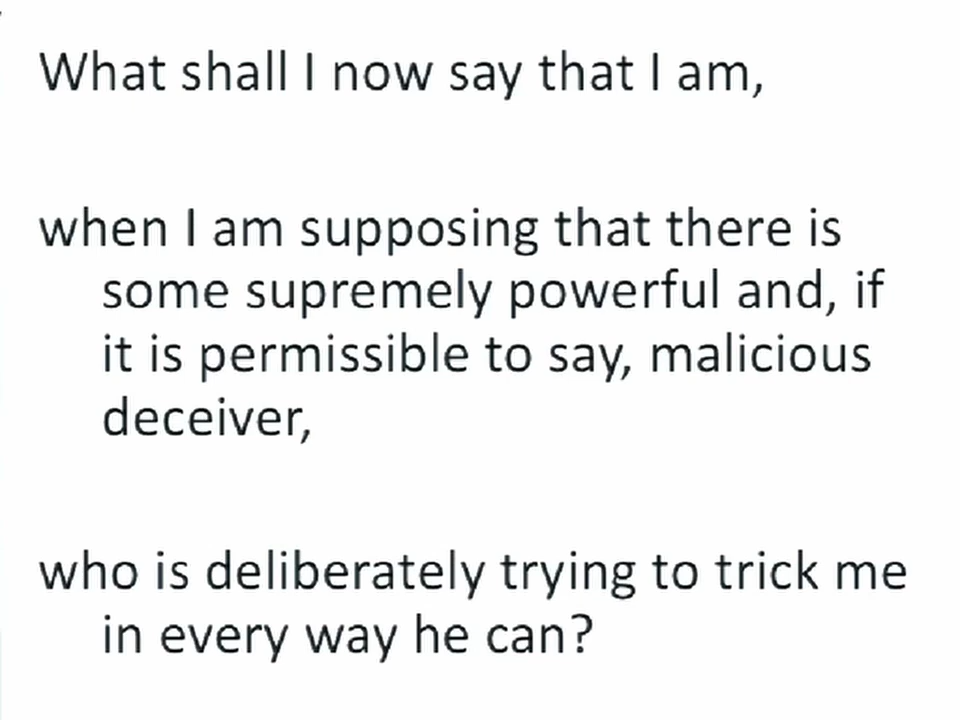 What shall I now say that I am,
when I am supposing that there is
some supremely powerful and, if
it is permissible to say, malicious
deceiver,
who is deliberately trying to trick me
in every way he can?